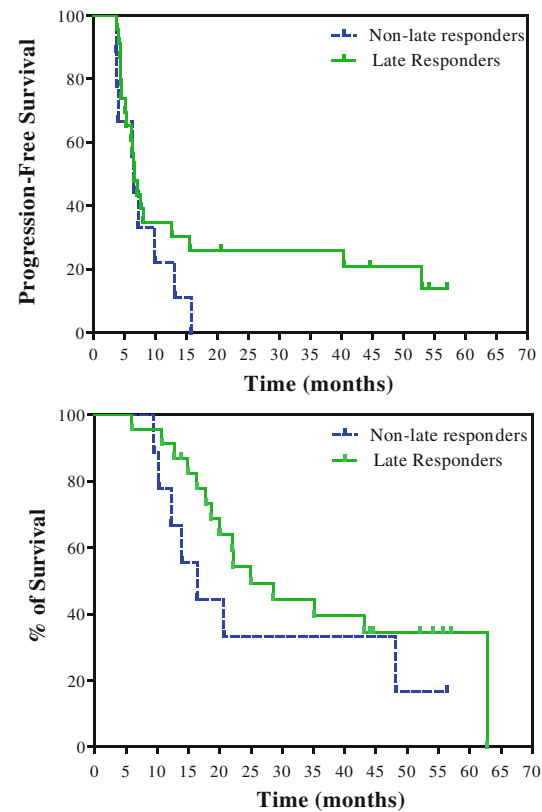 100
80
60
40
20
0
Progression-Free Survival
Non-late responders
Late Responders
0 5 10 15 20 25 30 35 40 45 50 55 60 65 70
Time (months)
100
80
60
40
20
0
% of Survival
Non-late responders
Late Responders
0 5 10 15 20 25 30 35 40 45 50 55 60 65 70
Time (months)